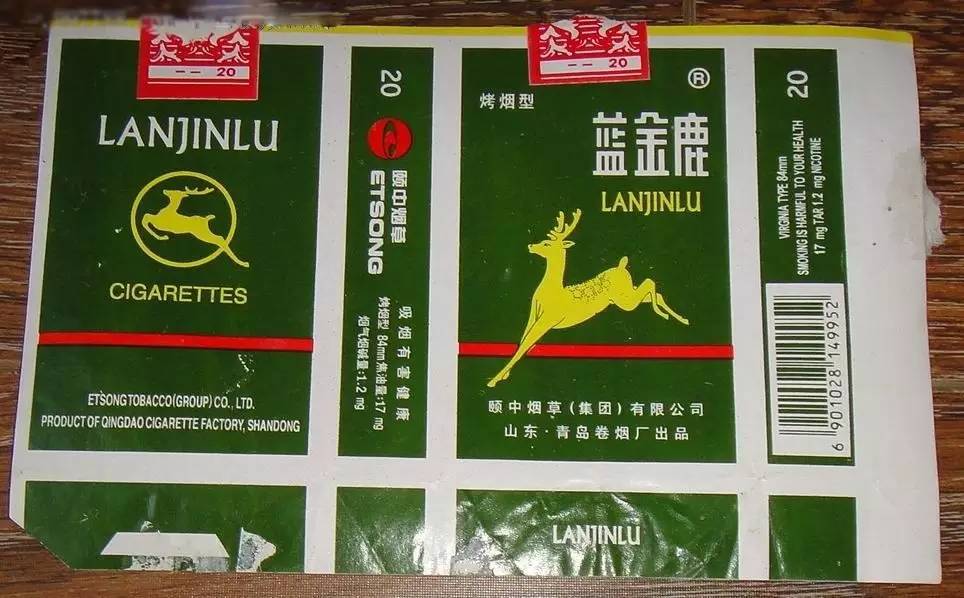 — — 20
LANJINLU
CIGARETTES
ETSONG TOBACCO (GROUP) CO., LTD.
PRODUCT OF QINGDAO CIGARETTE FACTORY, SHANDONG
20
颐中烟草
ETSONG
吸烟有害健康
烤烟型 84mm 焦油量:17 mg
烟气烟碱量:1.2 mg
— — 20
®
烤烟型
蓝金鹿
LANJINLU
颐中烟草(集团)有限公司
山东·青岛卷烟厂出品
LANJINLU
20
VIRGINIA TYPE 84mm
SMOKING IS HARMFUL TO YOUR HEALTH
17 mg TAR 1.2 mg NICOTINE
6 901028 149952